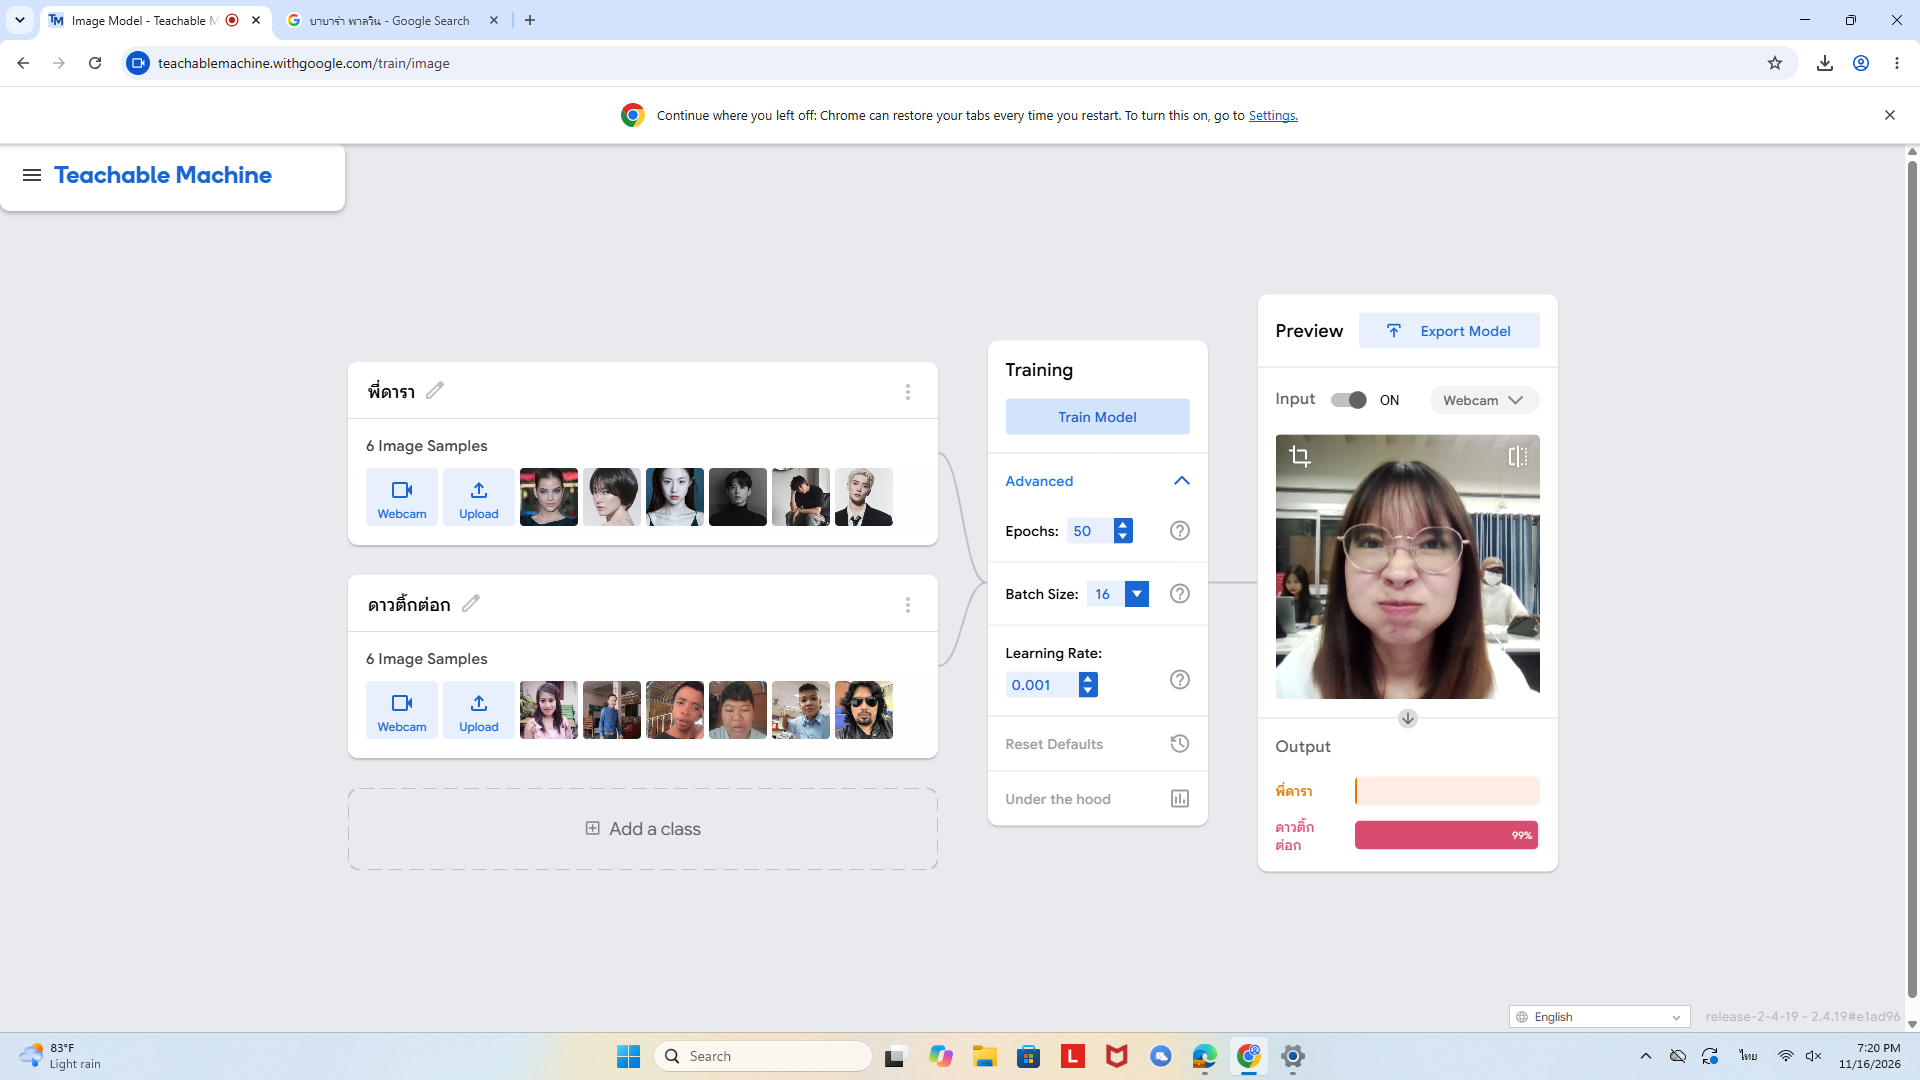 Image Model - Teachable M
บาบาร่า พาลวิน - Google Search
teachablemachine.withgoogle.com/train/image
Continue where you left off: Chrome can restore your tabs every time you restart. To turn this on, go to Settings.
Teachable Machine
พี่ดารา
6 Image Samples
Webcam
Upload
ดาวติ๊กต่อก
6 Image Samples
Webcam
Upload
Add a class
Training
Train Model
Advanced
Epochs: 50
Batch Size: 16
Learning Rate:
0.001
Reset Defaults
Under the hood
Preview
Export Model
Input ON Webcam
Output
พี่ดารา
ดาวติ๊ก
ต่อก
99%
English
release-2-4-19 - 2.4.19#e1ad96
83°F
Light rain
Search
ไทย
7:20 PM
11/16/2026